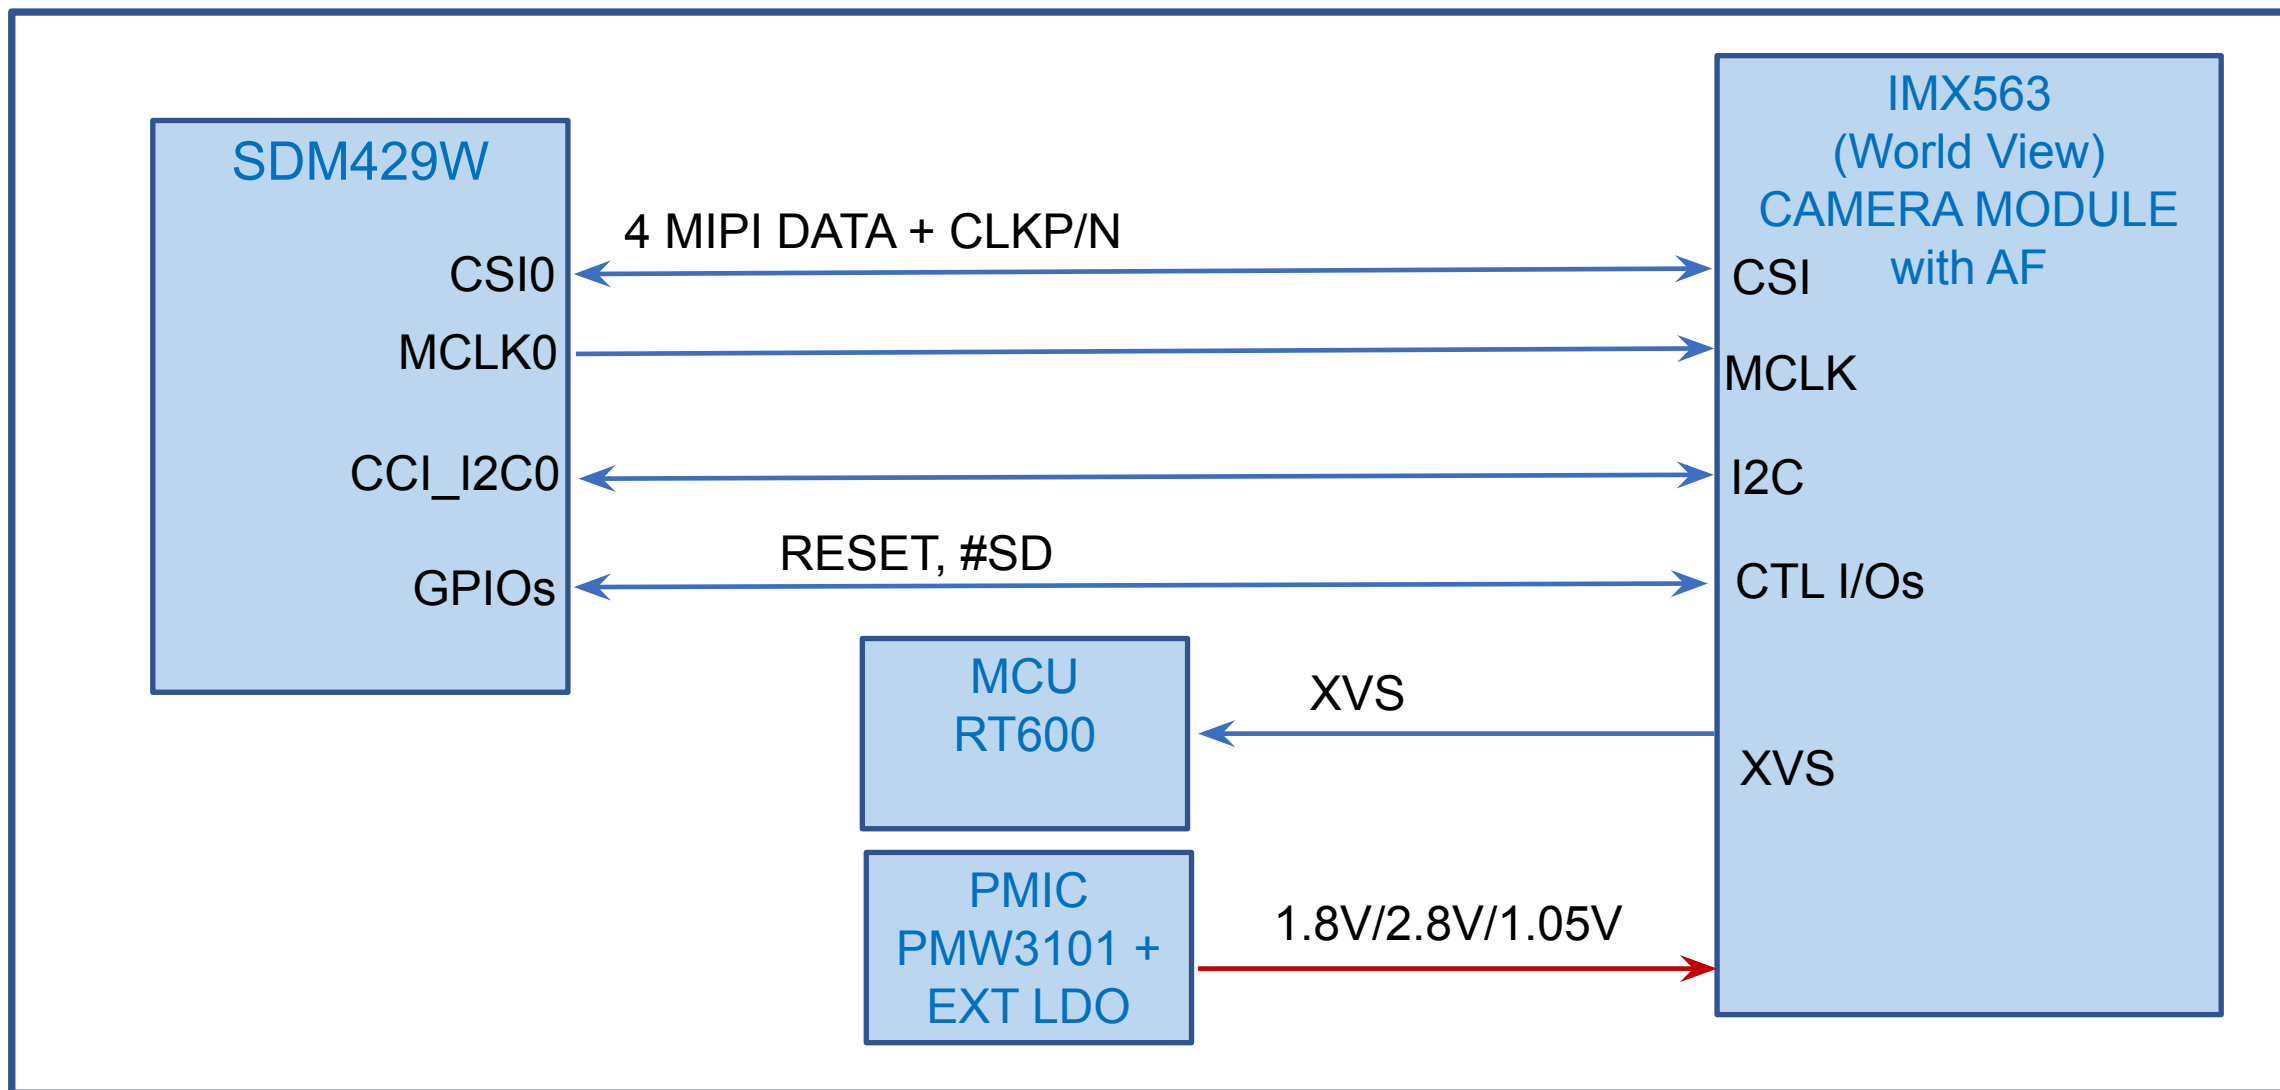 SDM429W
CSI0
MCLK0
CCI_I2C0
GPIOs
4 MIPI DATA + CLKP/N
RESET, #SD
IMX563
(World View)
CAMERA MODULE
with AF
CSI
MCLK
I2C
CTL I/Os
XVS
MCU
RT600
XVS
PMIC
PMW3101 +
EXT LDO
1.8V/2.8V/1.05V